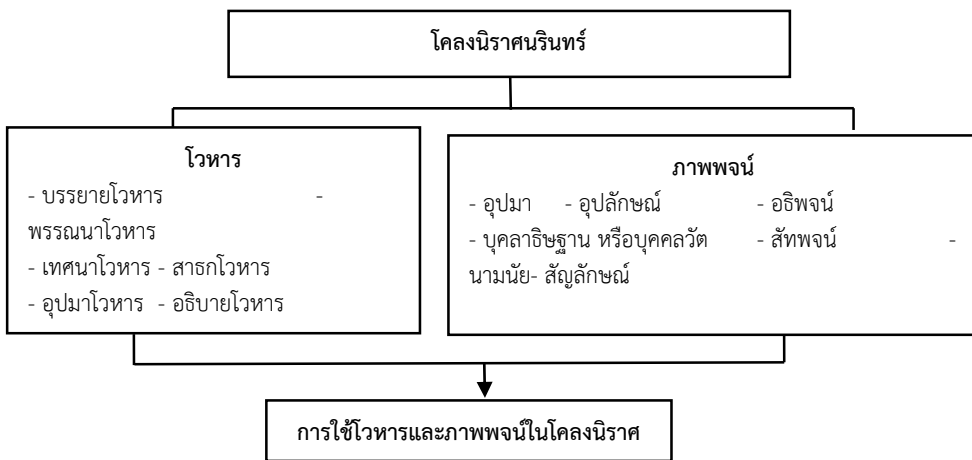 โคลงนิราศนรินทร์
โวหาร
- บรรยายโวหาร -
พรรณนาโวหาร
- เทศนาโวหาร - สาธกโวหาร
- อุปมาโวหาร - อธิบายโวหาร
ภาพพจน์
- อุปมา - อุปลักษณ์ - อธิพจน์
- บุคลาธิษฐาน หรือบุคคลวัต - สัทพจน์ -
นามนัย- สัญลักษณ์
การใช้โวหารและภาพพจน์ในโคลงนิราศ